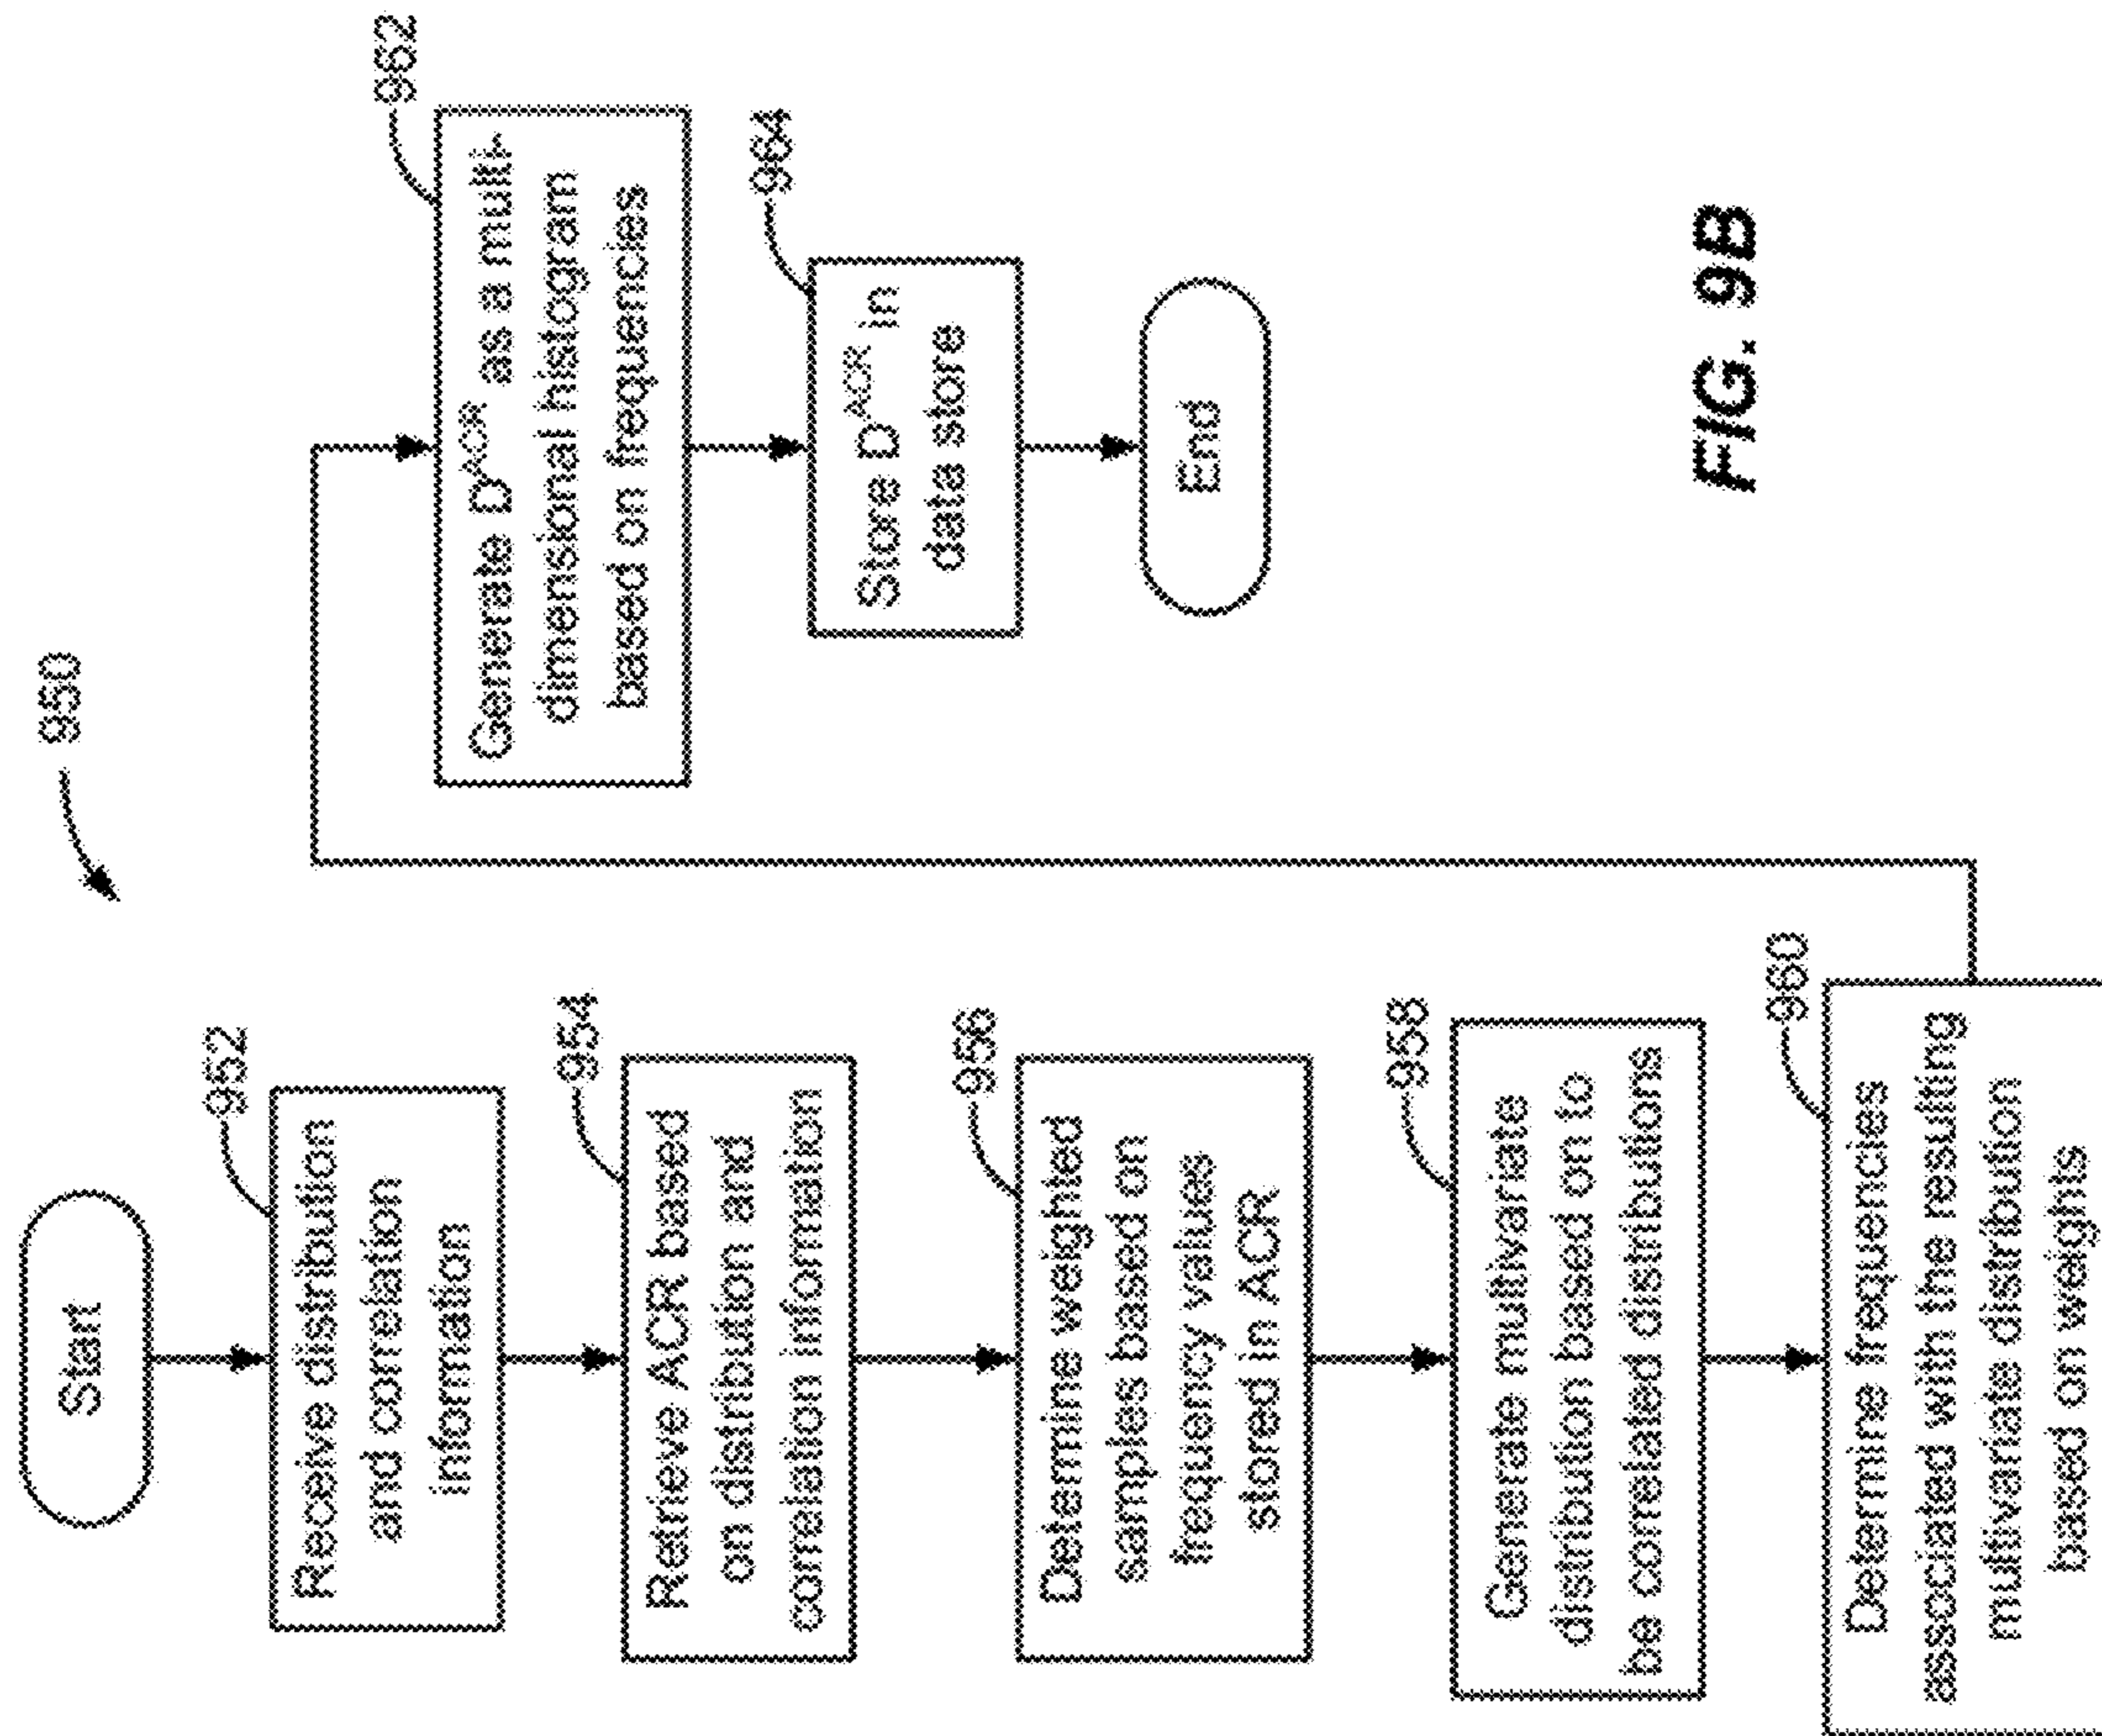 950
Start
952
Receive distribution
and correlation
information
954
Retrieve ACR based
on distribution and
correlation information
956
Determine weighted
samples based on
frequency values
stored in ACR
958
Generate multivariate
distribution based on to
be correlated distributions
960
Determine frequencies
associated with the resulting
multivariate distribution
based on weights
962
Generate D^ACR as a multi-
dimensional histogram
based on frequencies
964
Store D^ACR in
data store
End
FIG. 9B